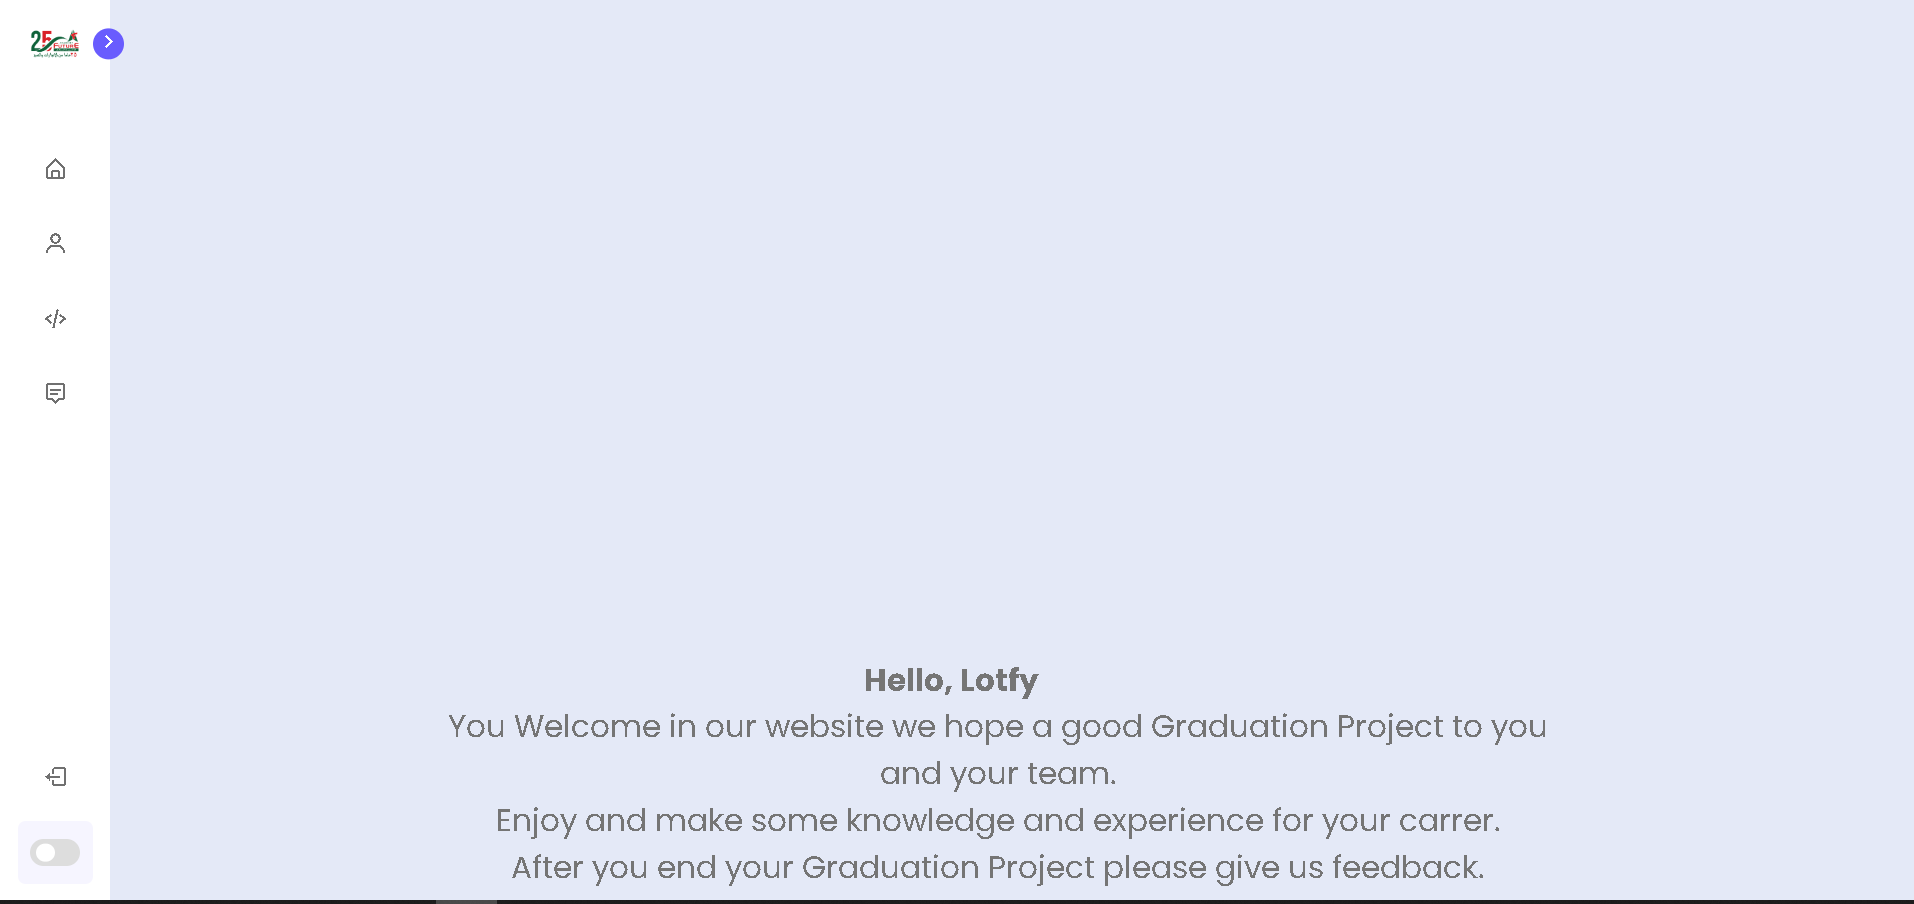 25
FUTURE
Hello, Lotfy
You Welcome in our website we hope a good Graduation Project to you
and your team.
Enjoy and make some knowledge and experience for your carrer.
After you end your Graduation Project please give us feedback.